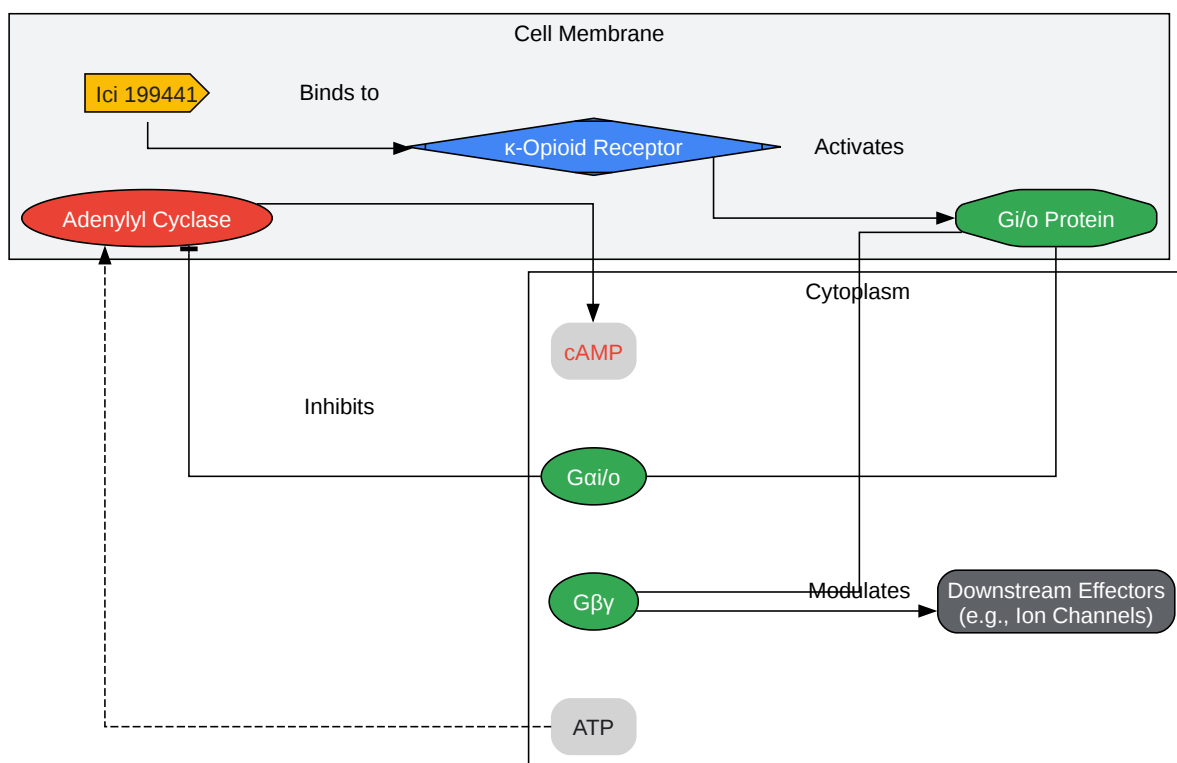 Cell Membrane
Ici 199441
Binds to
κ-Opioid Receptor
Activates
Adenylyl Cyclase
Gi/o Protein
Cytoplasm
cAMP
Inhibits
Gαi/o
Gβγ
Modulates
Downstream Effectors
(e.g., Ion Channels)
ATP